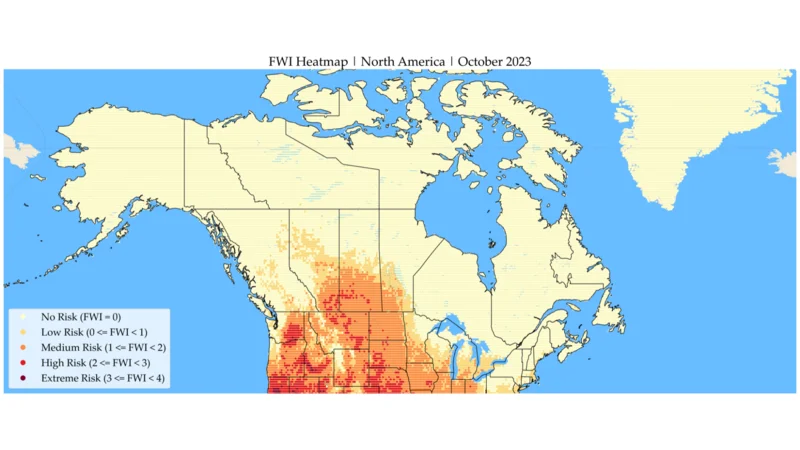 FWI Heatmap | North America | October 2023
No Risk (FWI = 0)
Low Risk (0 <= FWI < 1)
Medium Risk (1 <= FWI < 2)
High Risk (2 <= FWI < 3)
Extreme Risk (3 <= FWI < 4)